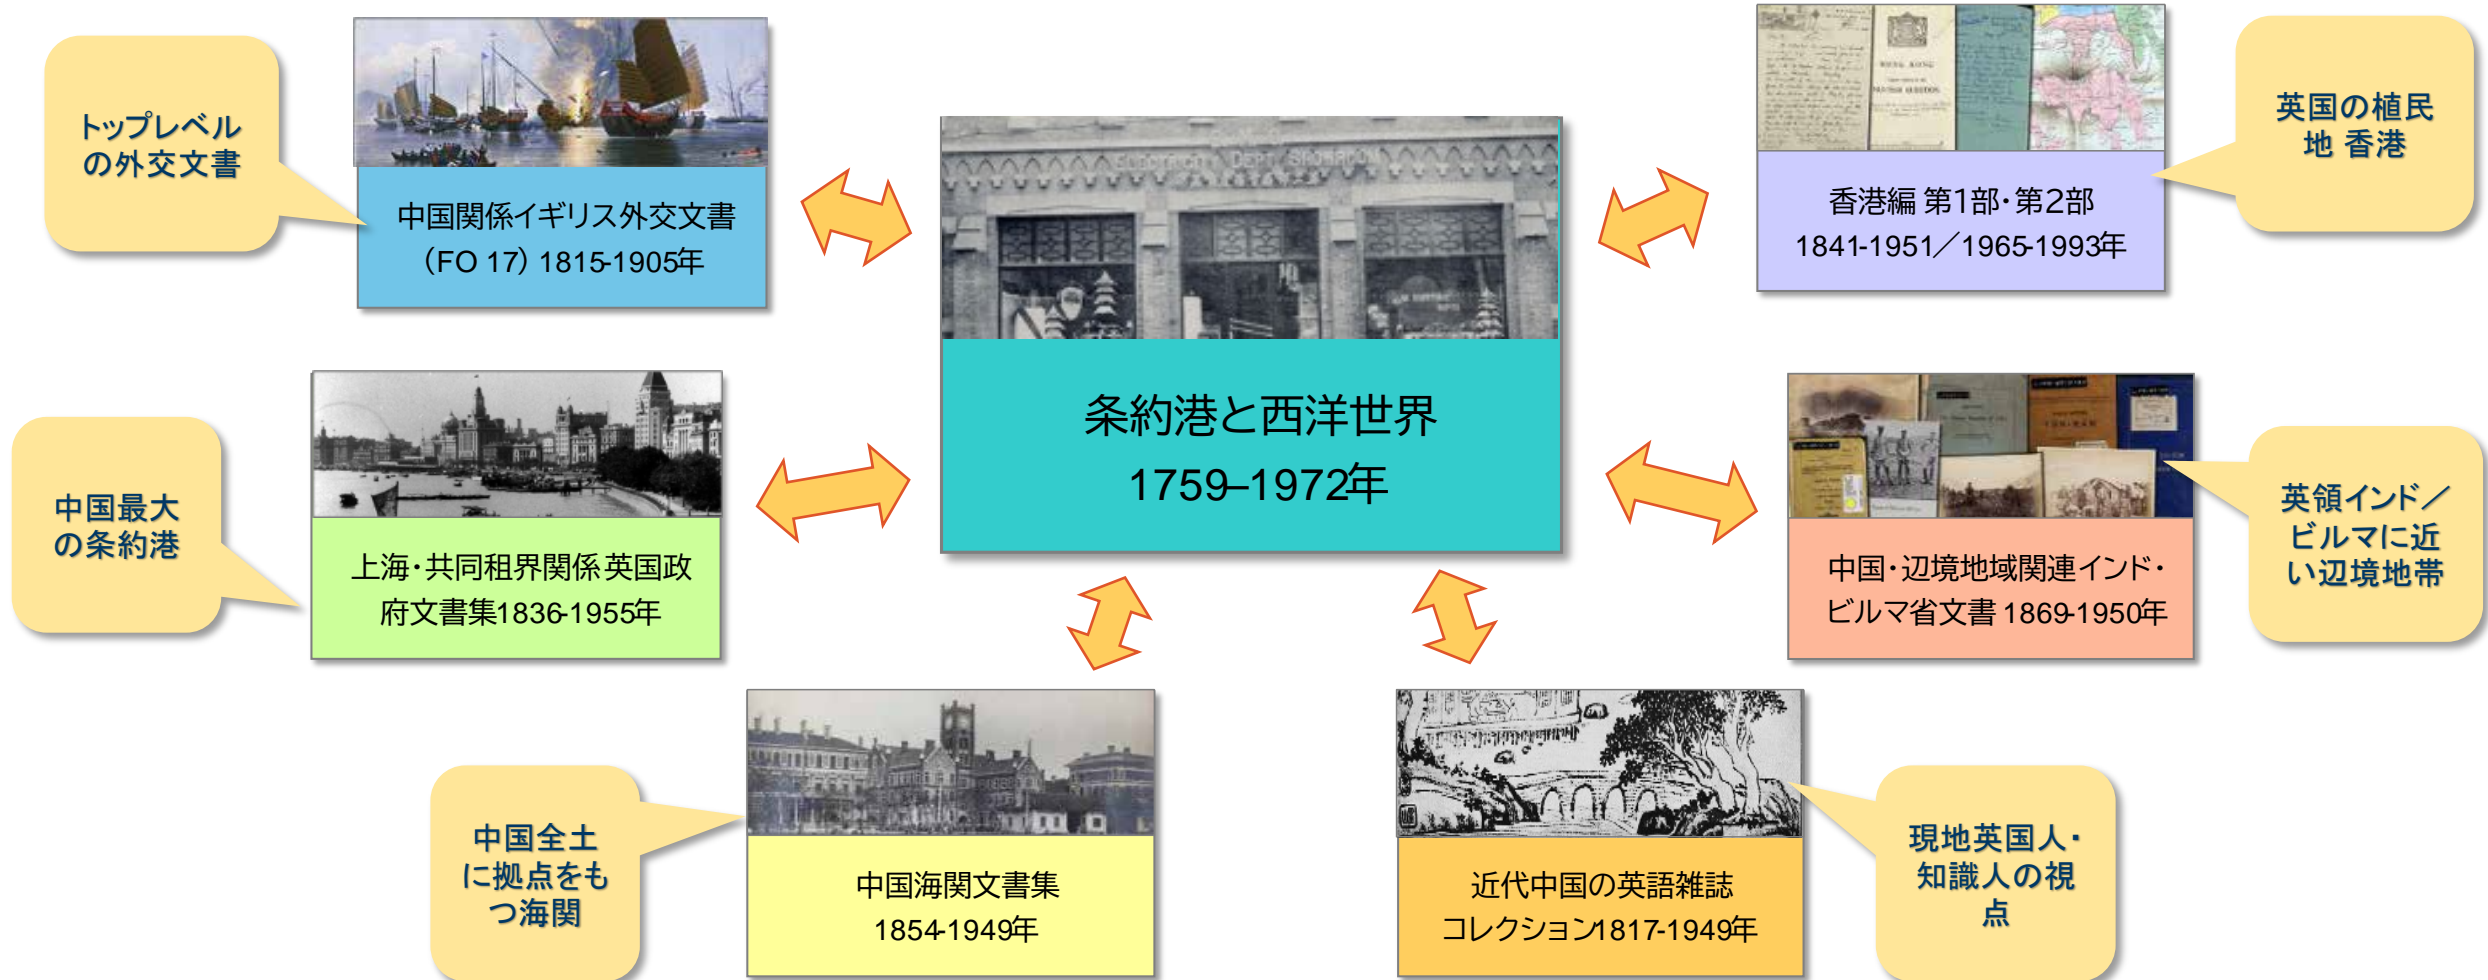 トップレベル
の外交文書
中国関係イギリス外交文書
（FO 17）1815-1905年
ELECTRICITY DEPT. SHOWROOM
条約港と西洋世界
1759–1972年
HONG KONG
香港編 第1部・第2部
1841-1951／1965-1993年
英国の植民
地 香港
中国最大
の条約港
上海・共同租界関係 英国政
府文書集1836-1955年
中国・辺境地域関連 インド・
ビルマ省文書 1869-1950年
英領インド／
ビルマに近
い辺境地帯
中国全土
に拠点をも
つ海関
中国海関文書集
1854-1949年
近代中国の英語雑誌
コレクション1817-1949年
現地英国人・
知識人の視
点